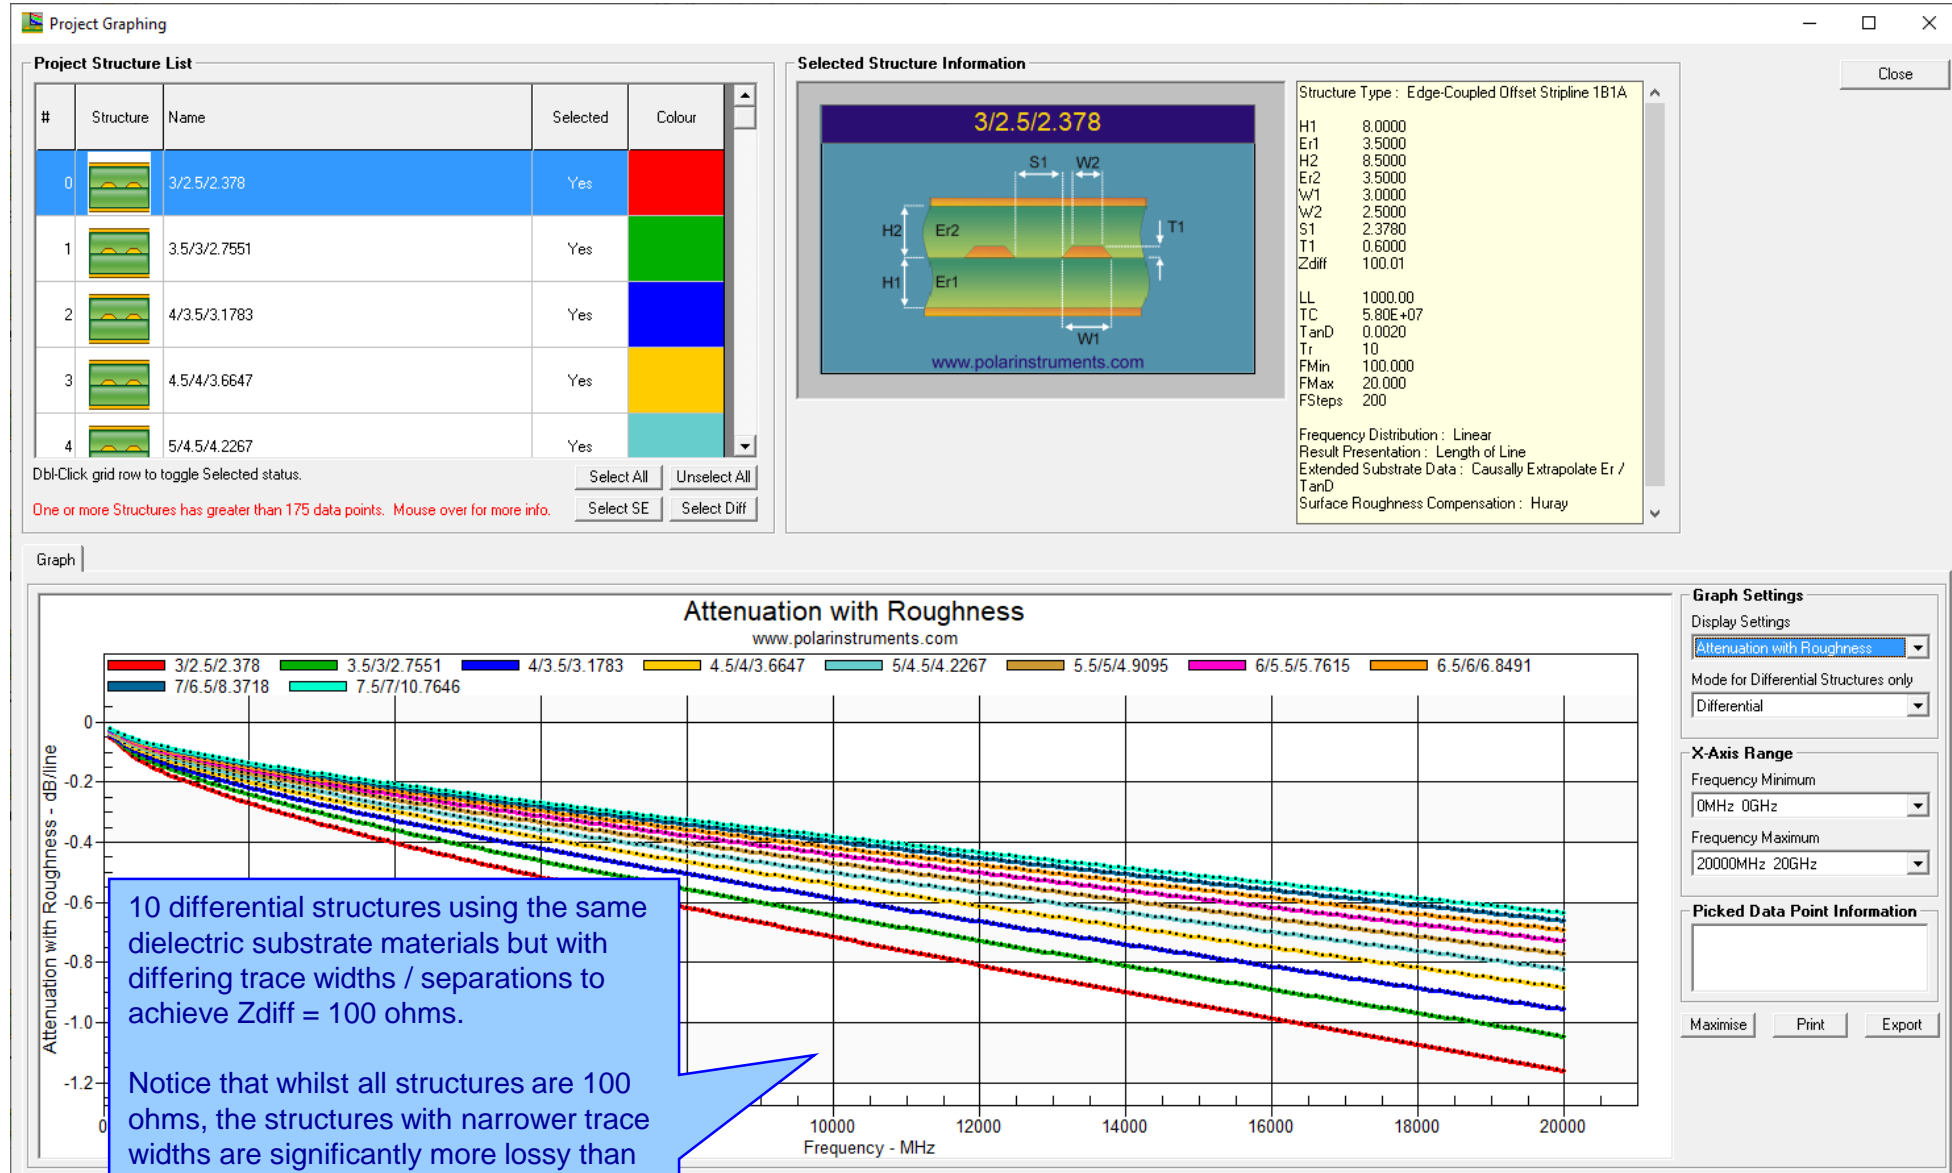 Project Graphing
Project Structure List
# Structure Name Selected Colour
0 3/2.5/2.378 Yes
1 3.5/3/2.7551 Yes
2 4/3.5/3.1783 Yes
3 4.5/4/3.6647 Yes
4 5/4.5/4.2267 Yes
Dbl-Click grid row to toggle Selected status.
Select All Unselect All
One or more Structures has greater than 175 data points. Mouse over for more info.
Select SE Select Diff
Selected Structure Information
3/2.5/2.378
S1 W2
H2 Er2 T1
H1 Er1
W1
www.polarinstruments.com
Structure Type : Edge-Coupled Offset Stripline 1B1A
H1 8.0000
Er1 3.5000
H2 8.5000
Er2 3.5000
W1 3.0000
W2 2.5000
S1 2.3780
T1 0.6000
Zdiff 100.01
LL 1000.00
TC 5.80E+07
TanD 0.0020
Tr 10
FMin 100.000
FMax 20.000
FSteps 200
Frequency Distribution : Linear
Result Presentation : Length of Line
Extended Substrate Data : Causally Extrapolate Er /
TanD
Surface Roughness Compensation : Huray
Close
Graph
Attenuation with Roughness
www.polarinstruments.com
3/2.5/2.378 3.5/3/2.7551 4/3.5/3.1783 4.5/4/3.6647 5/4.5/4.2267 5.5/5/4.9095 6/5.5/5.7615 6.5/6/6.8491
7/6.5/8.3718 7.5/7/10.7646
Attenuation with Roughness - dB/line
0
-0.2
-0.4
-0.6
-0.8
-1.0
-1.2
0 10000 12000 14000 16000 18000 20000
Frequency - MHz
10 differential structures using the same
dielectric substrate materials but with
differing trace widths / separations to
achieve Zdiff = 100 ohms.
Notice that whilst all structures are 100
ohms, the structures with narrower trace
widths are significantly more lossy than
Graph Settings
Display Settings
Attenuation with Roughness
Mode for Differential Structures only
Differential
X-Axis Range
Frequency Minimum
0MHz 0GHz
Frequency Maximum
20000MHz 20GHz
Picked Data Point Information
Maximise Print Export